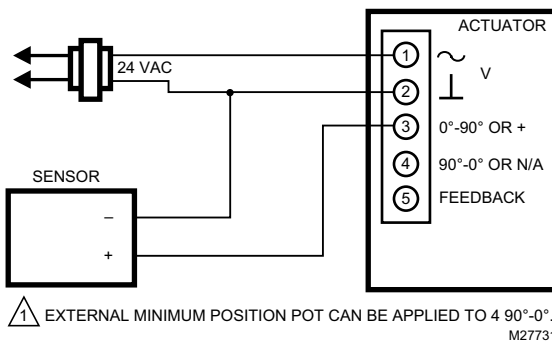 ACTUATOR
1
24 VAC
V
2
3 0°-90° OR +
4 90°-0° OR N/A
SENSOR
5 FEEDBACK
–
+
1 EXTERNAL MINIMUM POSITION POT CAN BE APPLIED TO 4 90°-0°.
M27731